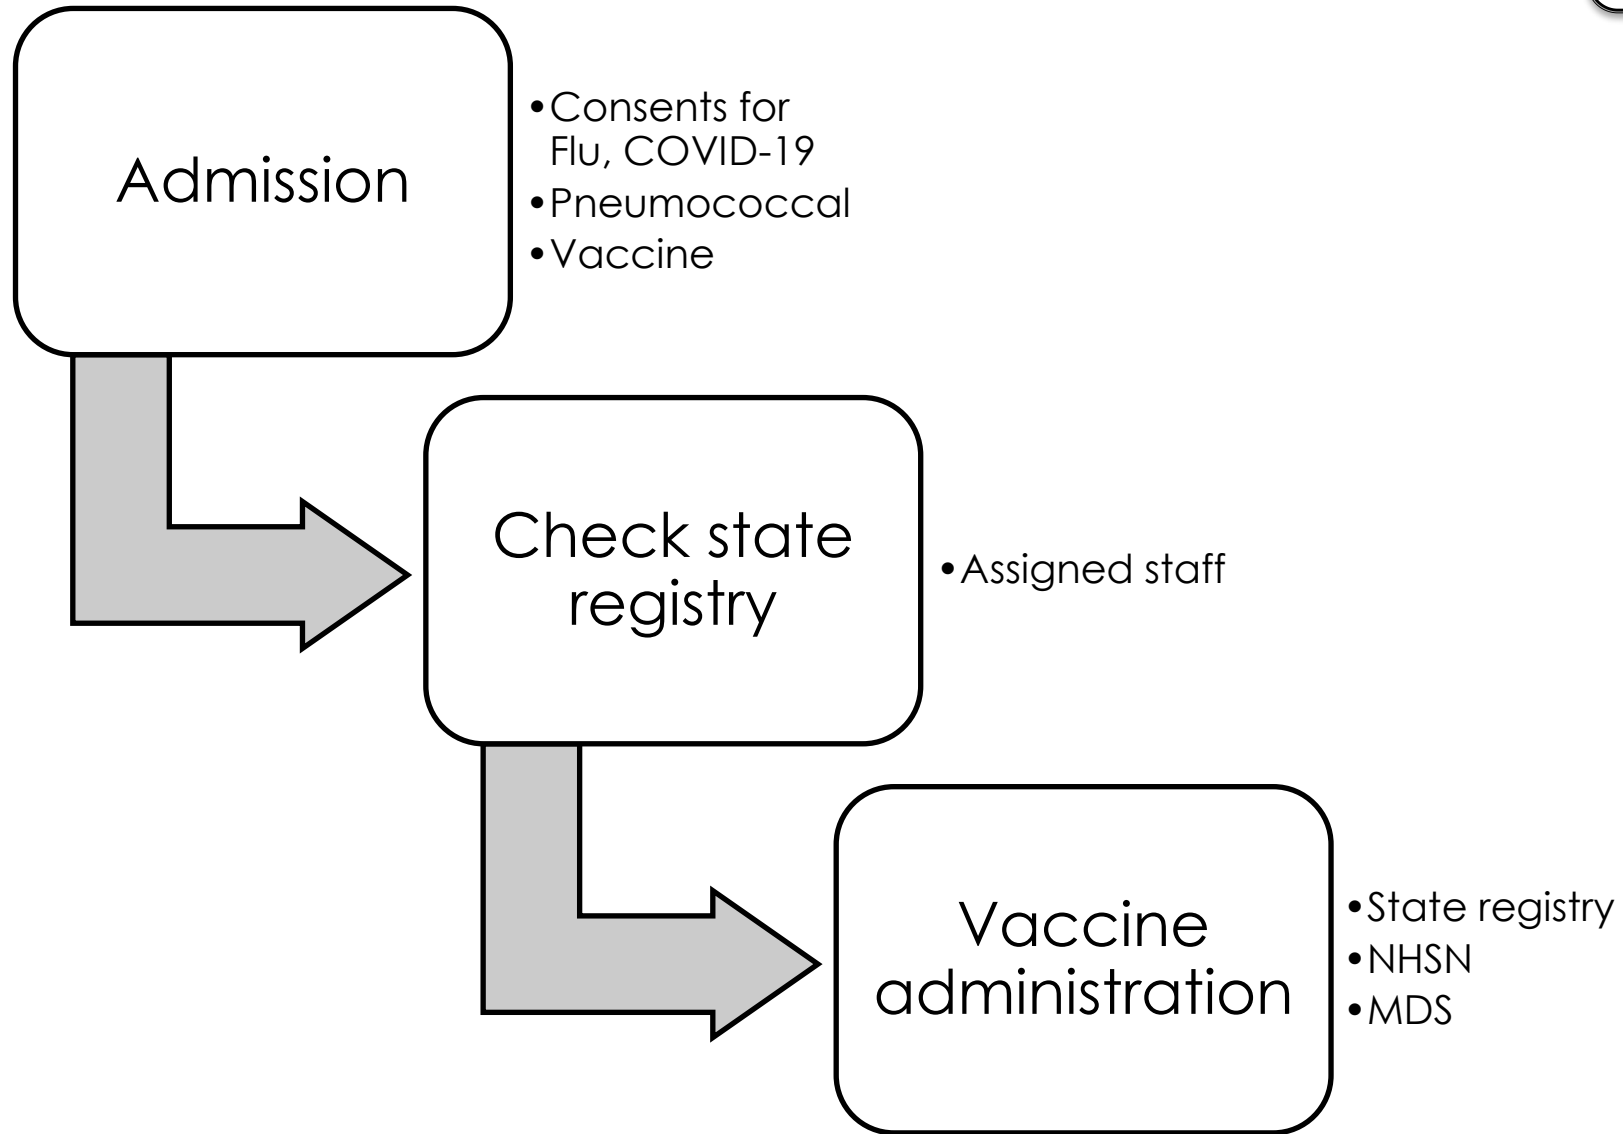 Admission
•Consents for
Flu, COVID-19
•Pneumococcal
•Vaccine
Check state
registry
•Assigned staff
Vaccine
administration
•State registry
•NHSN
•MDS